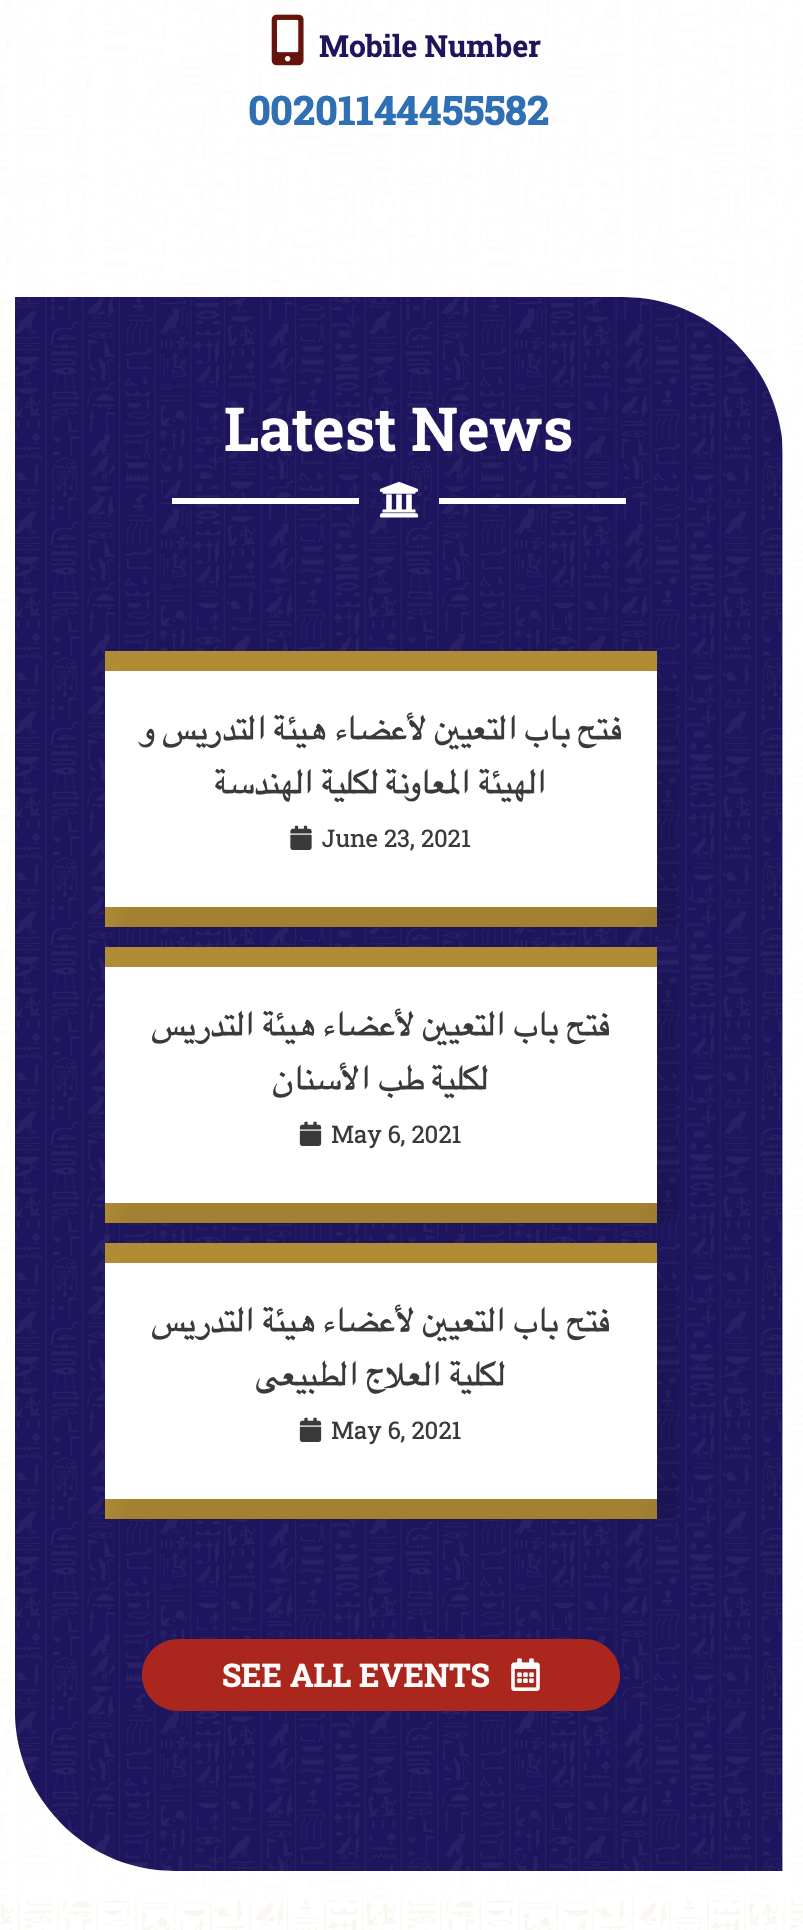 Mobile Number
00201144455582
Latest News
فتح باب التعيين لأعضاء هيئة التدريس و
الهيئة المعاونة لكلية الهندسة
June 23, 2021
فتح باب التعيين لأعضاء هيئة التدريس
لكلية طب الأسنان
May 6, 2021
فتح باب التعيين لأعضاء هيئة التدريس
لكلية العلاج الطبيعى
May 6, 2021
SEE ALL EVENTS